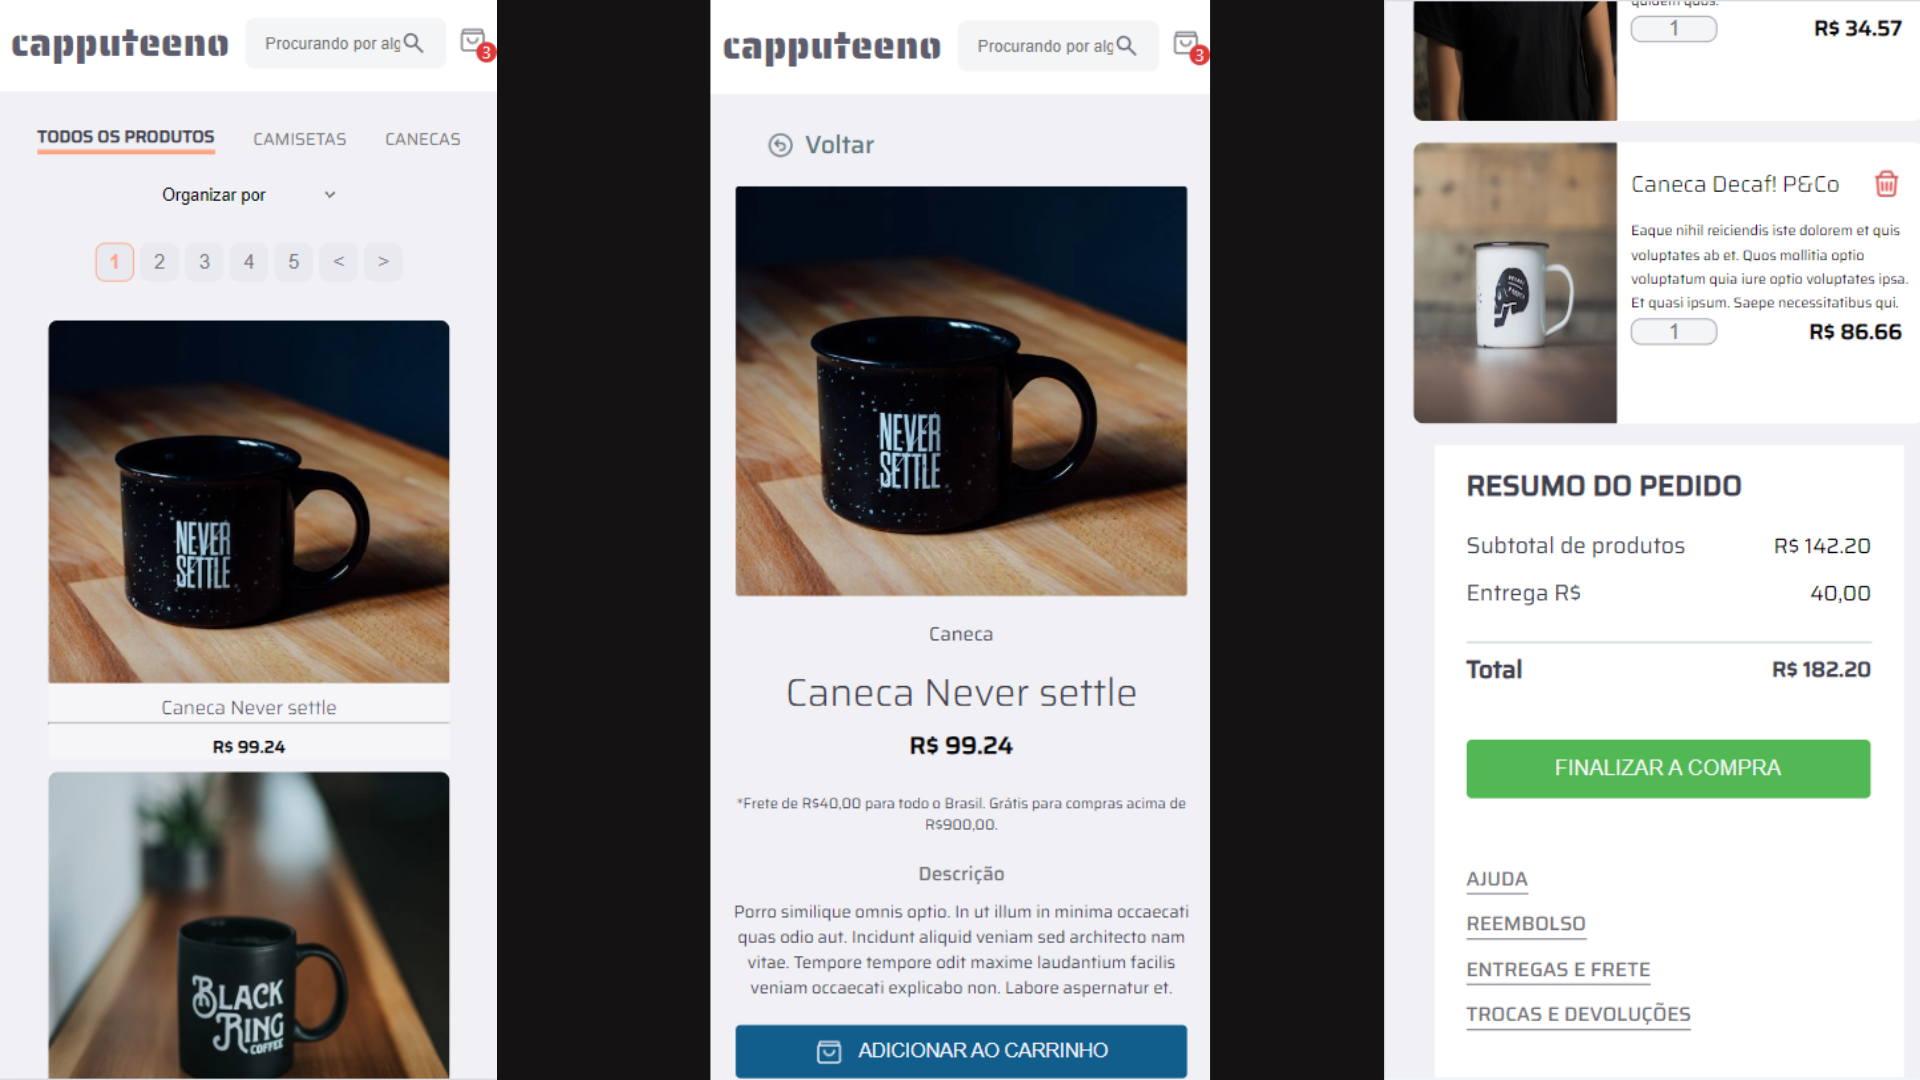 capputeeno
Procurando por alg
3
TODOS OS PRODUTOS
CAMISETAS
CANECAS
Organizar por
1 2 3 4 5 < >
NEVER
SETTLE
Caneca Never settle
R$ 99.24
BLACK
RING
COFFEE
capputeeno
Procurando por alg
3
Voltar
NEVER
SETTLE
Caneca
Caneca Never settle
R$ 99.24
*Frete de R$40,00 para todo o Brasil. Grátis para compras acima de
R$900,00.
Descrição
Porro similique omnis optio. In ut illum in minima occaecati
quas odio aut. Incidunt aliquid veniam sed architecto nam
vitae. Tempore tempore odit maxime laudantium facilis
veniam occaecati explicabo non. Labore aspernatur et.
ADICIONAR AO CARRINHO
quidem quos.
1
R$ 34.57
Caneca Decaf! P&Co
Eaque nihil reiciendis iste dolorem et quis
voluptates ab et. Quos mollitia optio
voluptatum quia iure optio voluptates ipsa.
Et quasi ipsum. Saepe necessitatibus qui.
1
R$ 86.66
RESUMO DO PEDIDO
Subtotal de produtos R$ 142.20
Entrega R$ 40,00
Total R$ 182.20
FINALIZAR A COMPRA
AJUDA
REEMBOLSO
ENTREGAS E FRETE
TROCAS E DEVOLUÇÕES